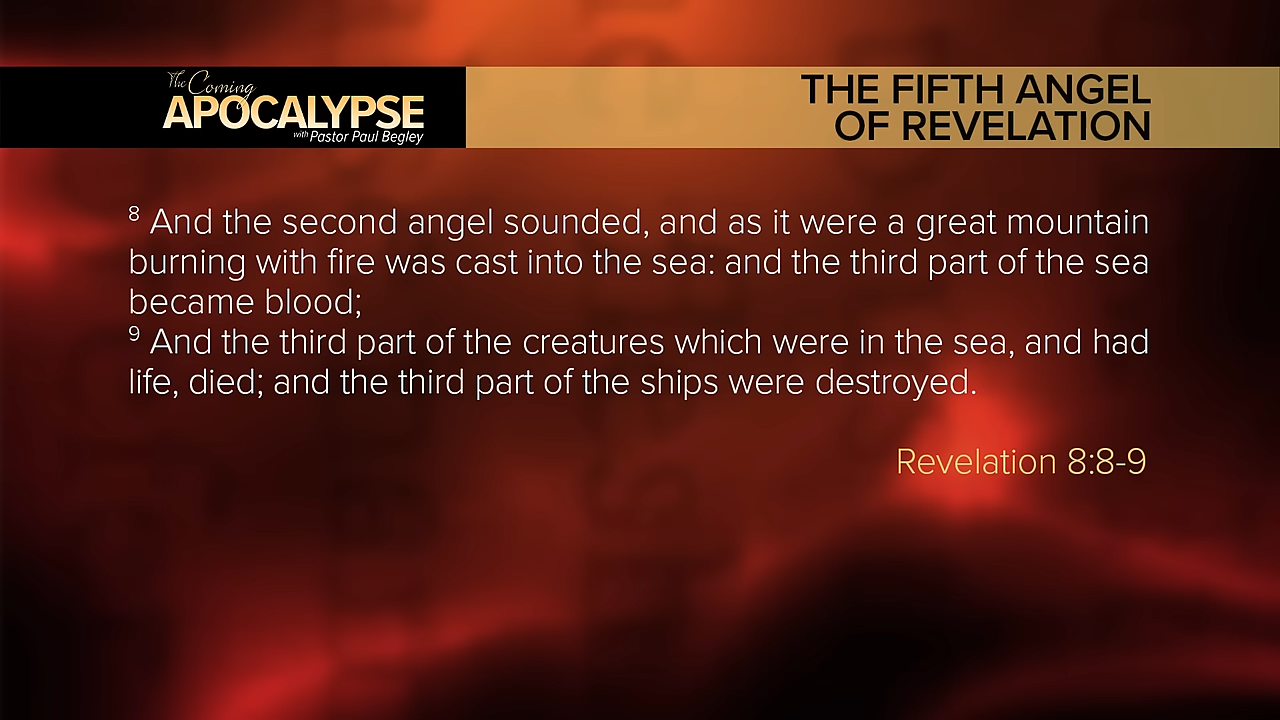 The Coming
APOCALYPSE
with Pastor Paul Begley
THE FIFTH ANGEL
OF REVELATION
8 And the second angel sounded, and as it were a great mountain
burning with fire was cast into the sea: and the third part of the sea
became blood;
9 And the third part of the creatures which were in the sea, and had
life, died; and the third part of the ships were destroyed.
Revelation 8:8-9